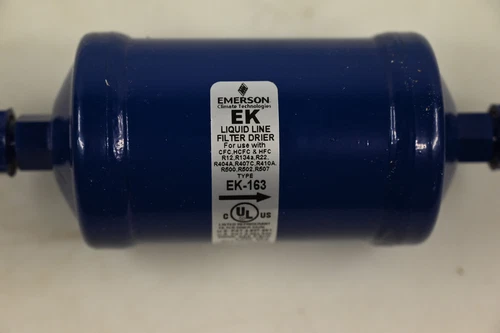 EMERSON
Climate Technologies
EK
LIQUID LINE
FILTER DRIER
For use with
CFC, HCFC & HFC
R12, R134a, R22,
R404A, R407C, R410A,
R500, R502, R507
TYPE
EK-163
C UL US